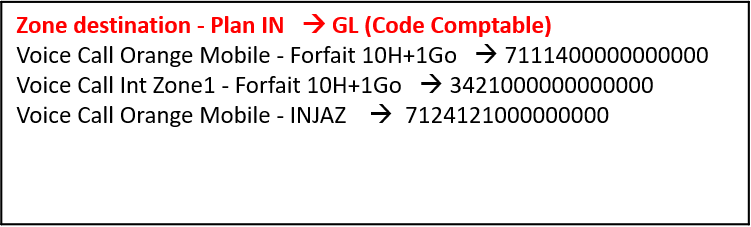 Zone destination - Plan IN → GL (Code Comptable)
Voice Call Orange Mobile - Forfait 10H+1Go → 7111400000000000
Voice Call Int Zone1 - Forfait 10H+1Go → 3421000000000000
Voice Call Orange Mobile - INJAZ → 7124121000000000